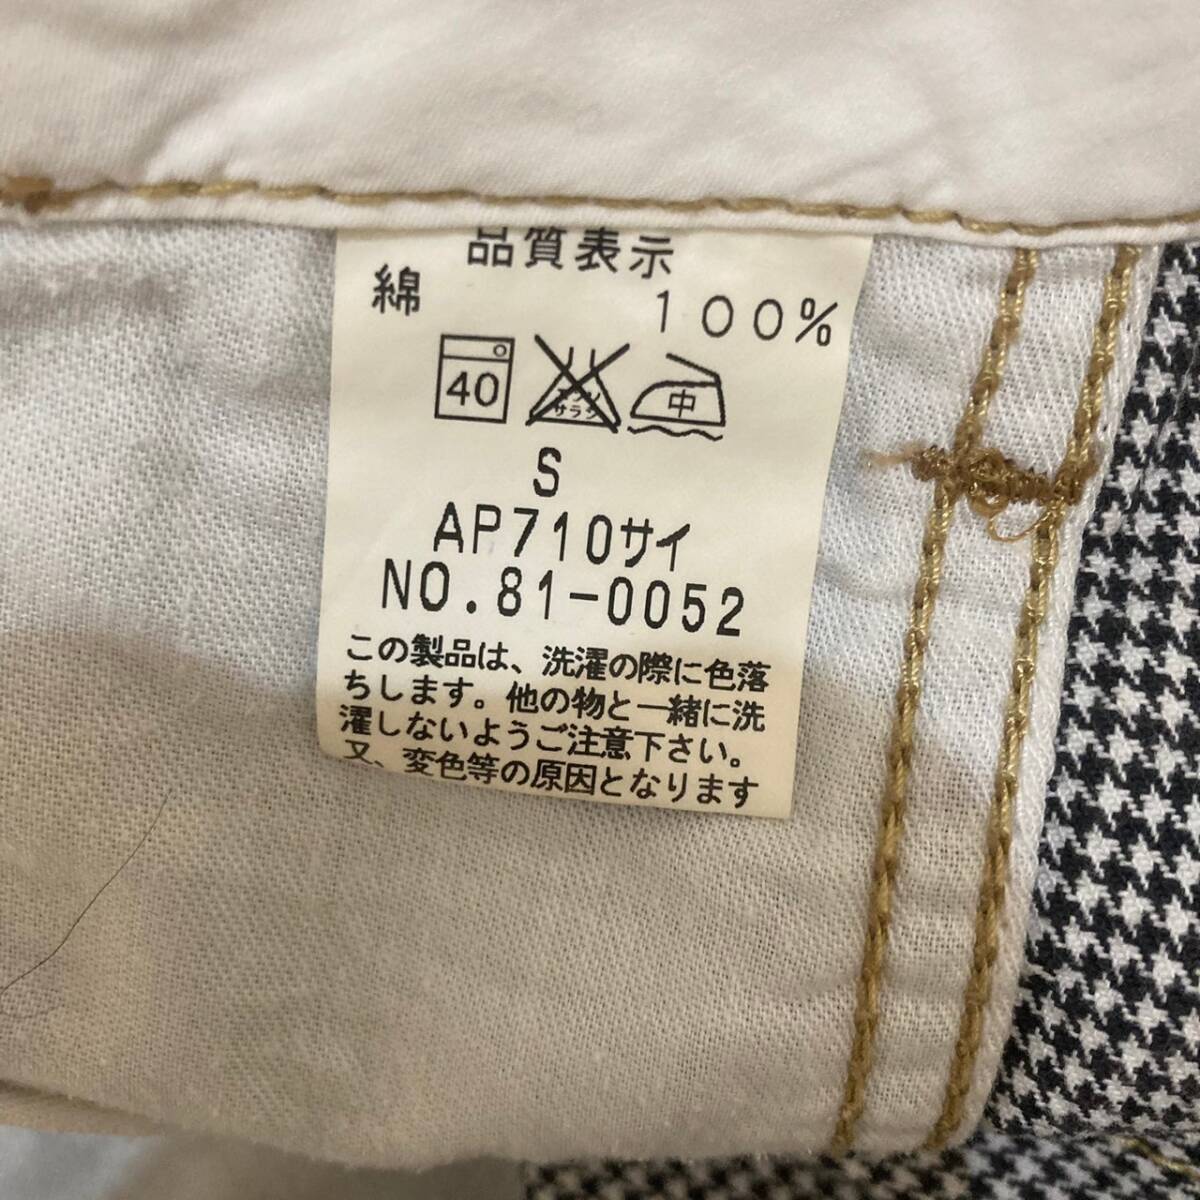 品質表示
綿
100%
40
エンソ
サラシ
中
S
AP710サイ
NO.81-0052
この製品は、洗濯の際に色落
ちします。他の物と一緒に洗
濯しないようご注意下さい。
又、変色等の原因となります